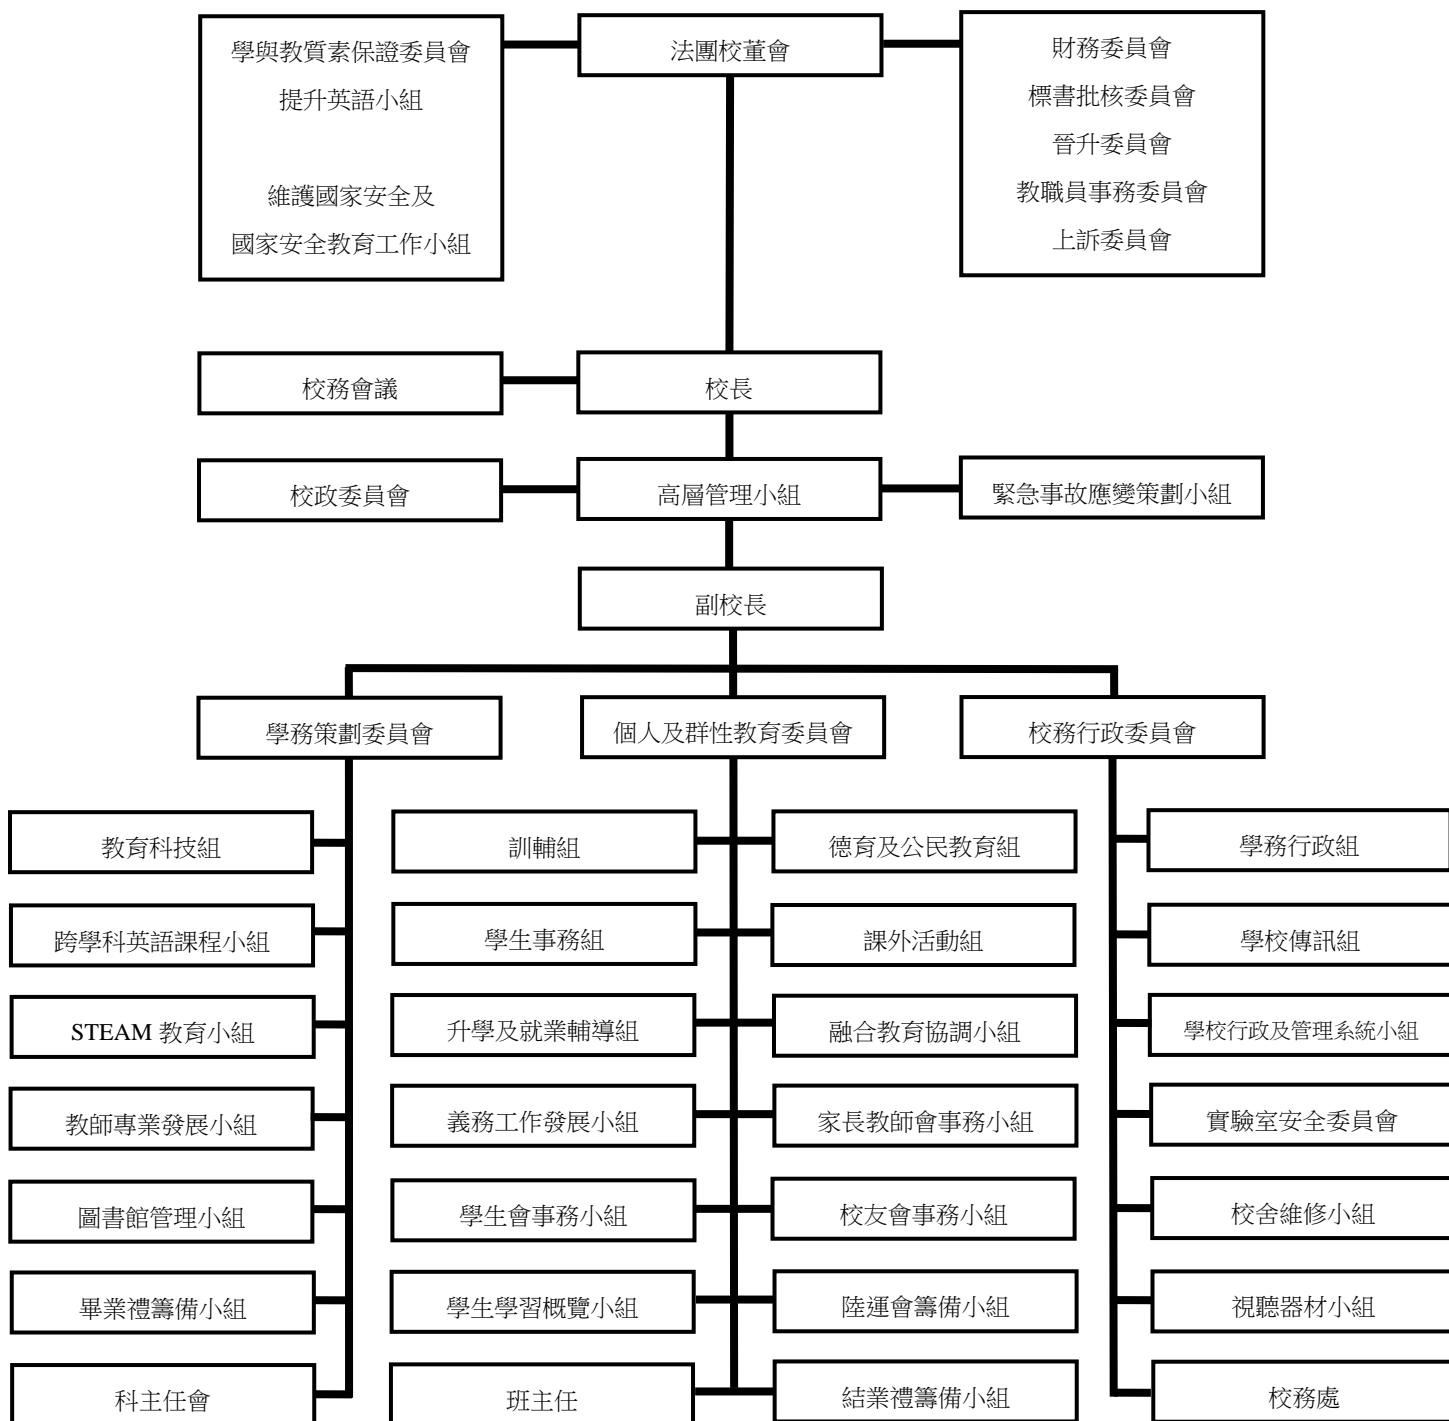 學與教質素保證委員會
提升英語小組
維護國家安全及
國家安全教育工作小組
法團校董會
財務委員會
標書批核委員會
晉升委員會
教職員事務委員會
上訴委員會
校務會議
校長
校政委員會
高層管理小組
緊急事故應變策劃小組
副校長
學務策劃委員會
個人及群性教育委員會
校務行政委員會
教育科技組
訓輔組
德育及公民教育組
學務行政組
跨學科英語課程小組
學生事務組
課外活動組
學校傳訊組
STEAM 教育小組
升學及就業輔導組
融合教育協調小組
學校行政及管理系統小組
教師專業發展小組
義務工作發展小組
家長教師會事務小組
實驗室安全委員會
圖書館管理小組
學生會事務小組
校友會事務小組
校舍維修小組
畢業禮籌備小組
學生學習概覽小組
陸運會籌備小組
視聽器材小組
科主任會
班主任
結業禮籌備小組
校務處